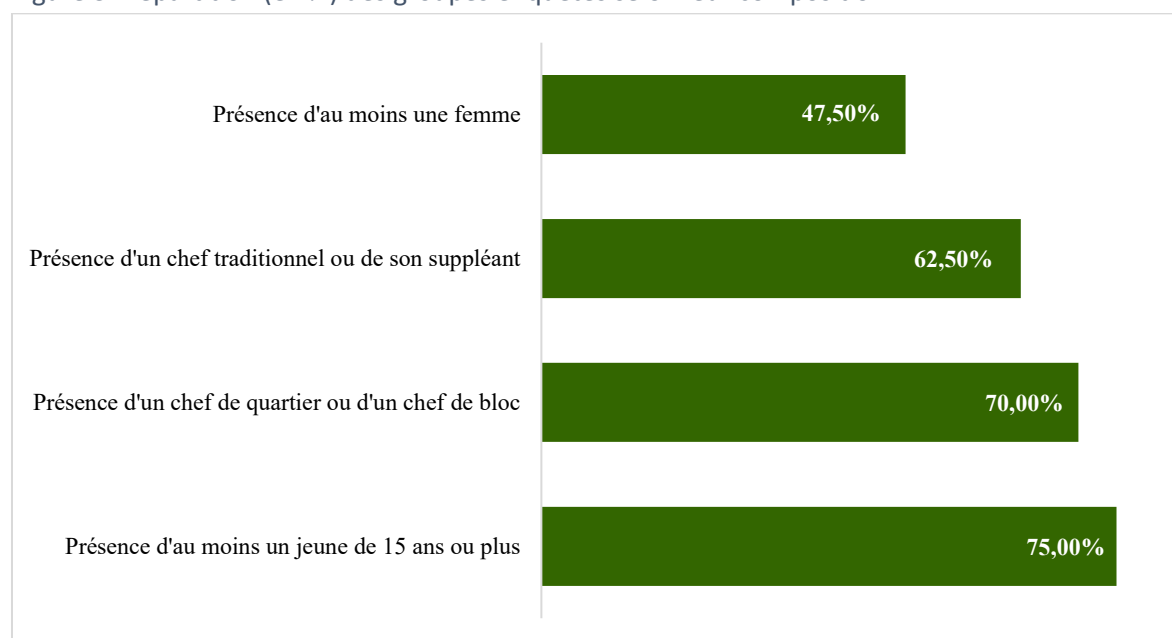 Présence d'au moins une femme
47,50%
Présence d'un chef traditionnel ou de son suppléant
62,50%
Présence d'un chef de quartier ou d'un chef de bloc
70,00%
Présence d'au moins un jeune de 15 ans ou plus
75,00%